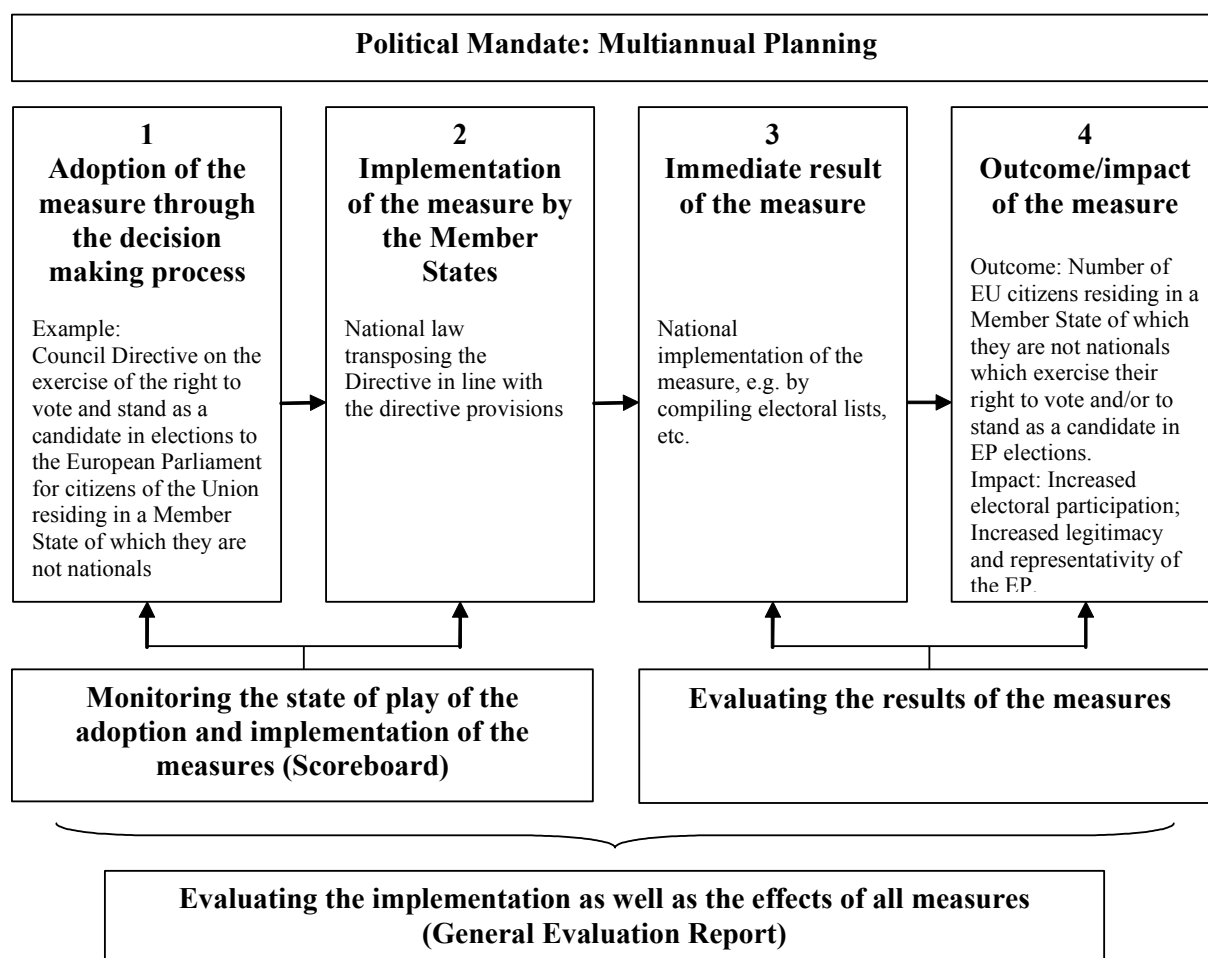 Political Mandate: Multiannual Planning
1
Adoption of the
measure through
the decision
making process
Example:
Council Directive on the
exercise of the right to
vote and stand as a
candidate in elections to
the European Parliament
for citizens of the Union
residing in a Member
State of which they are
not nationals
2
Implementation
of the measure by
the Member
States
National law
transposing the
Directive in line with
the directive provisions
3
Immediate result
of the measure
National
implementation of the
measure, e.g. by
compiling electoral lists,
etc.
4
Outcome/impact
of the measure
Outcome: Number of
EU citizens residing in a
Member State of which
they are not nationals
which exercise their
right to vote and/or to
stand as a candidate in
EP elections.
Impact: Increased
electoral participation;
Increased legitimacy
and representativity of
the EP.
Monitoring the state of play of the
adoption and implementation of the
measures (Scoreboard)
Evaluating the results of the measures
Evaluating the implementation as well as the effects of all measures
(General Evaluation Report)